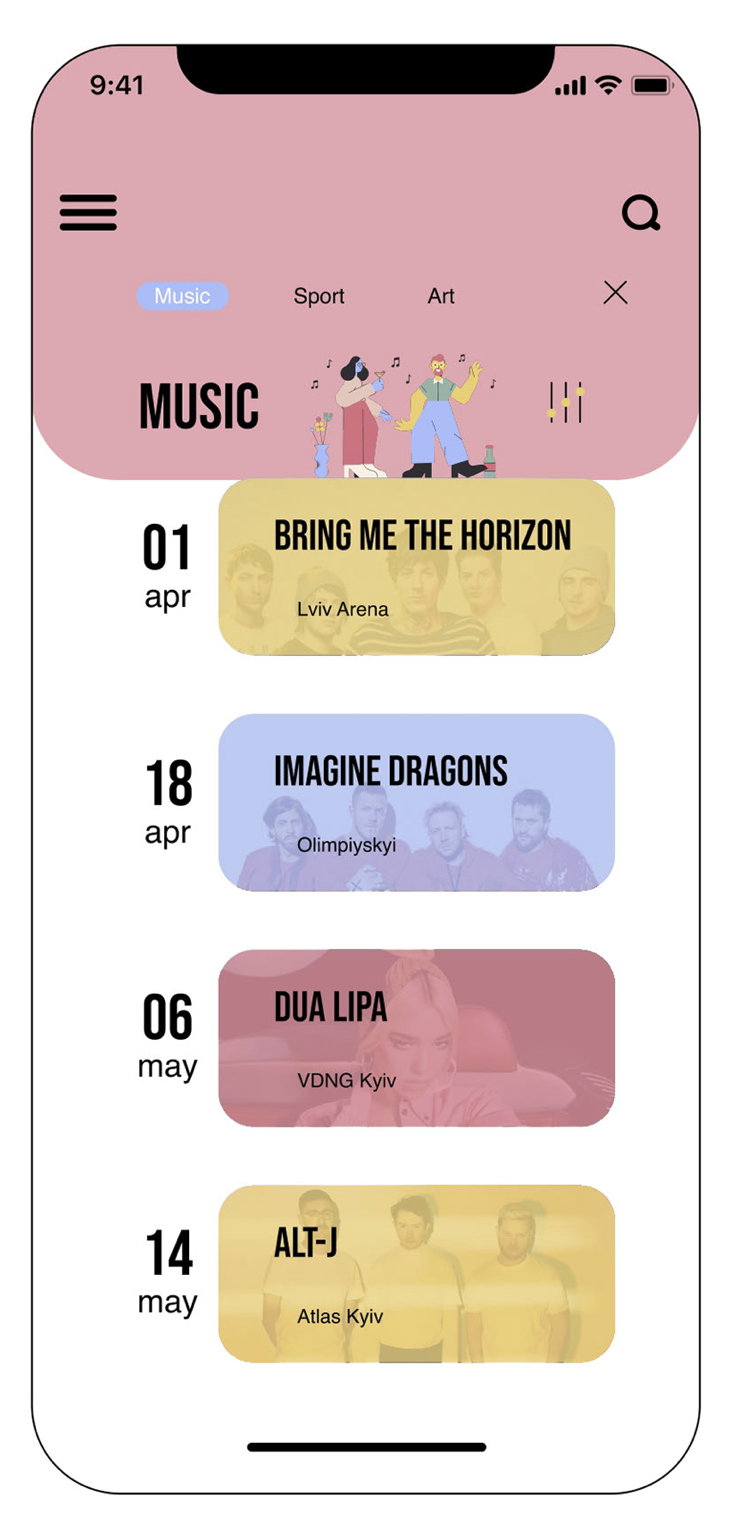 9:41
Music Sport Art
MUSIC
01
apr
BRING ME THE HORIZON
Lviv Arena
18
apr
IMAGINE DRAGONS
Olimpiyskyi
06
may
DUA LIPA
VDNG Kyiv
14
may
ALT-J
Atlas Kyiv